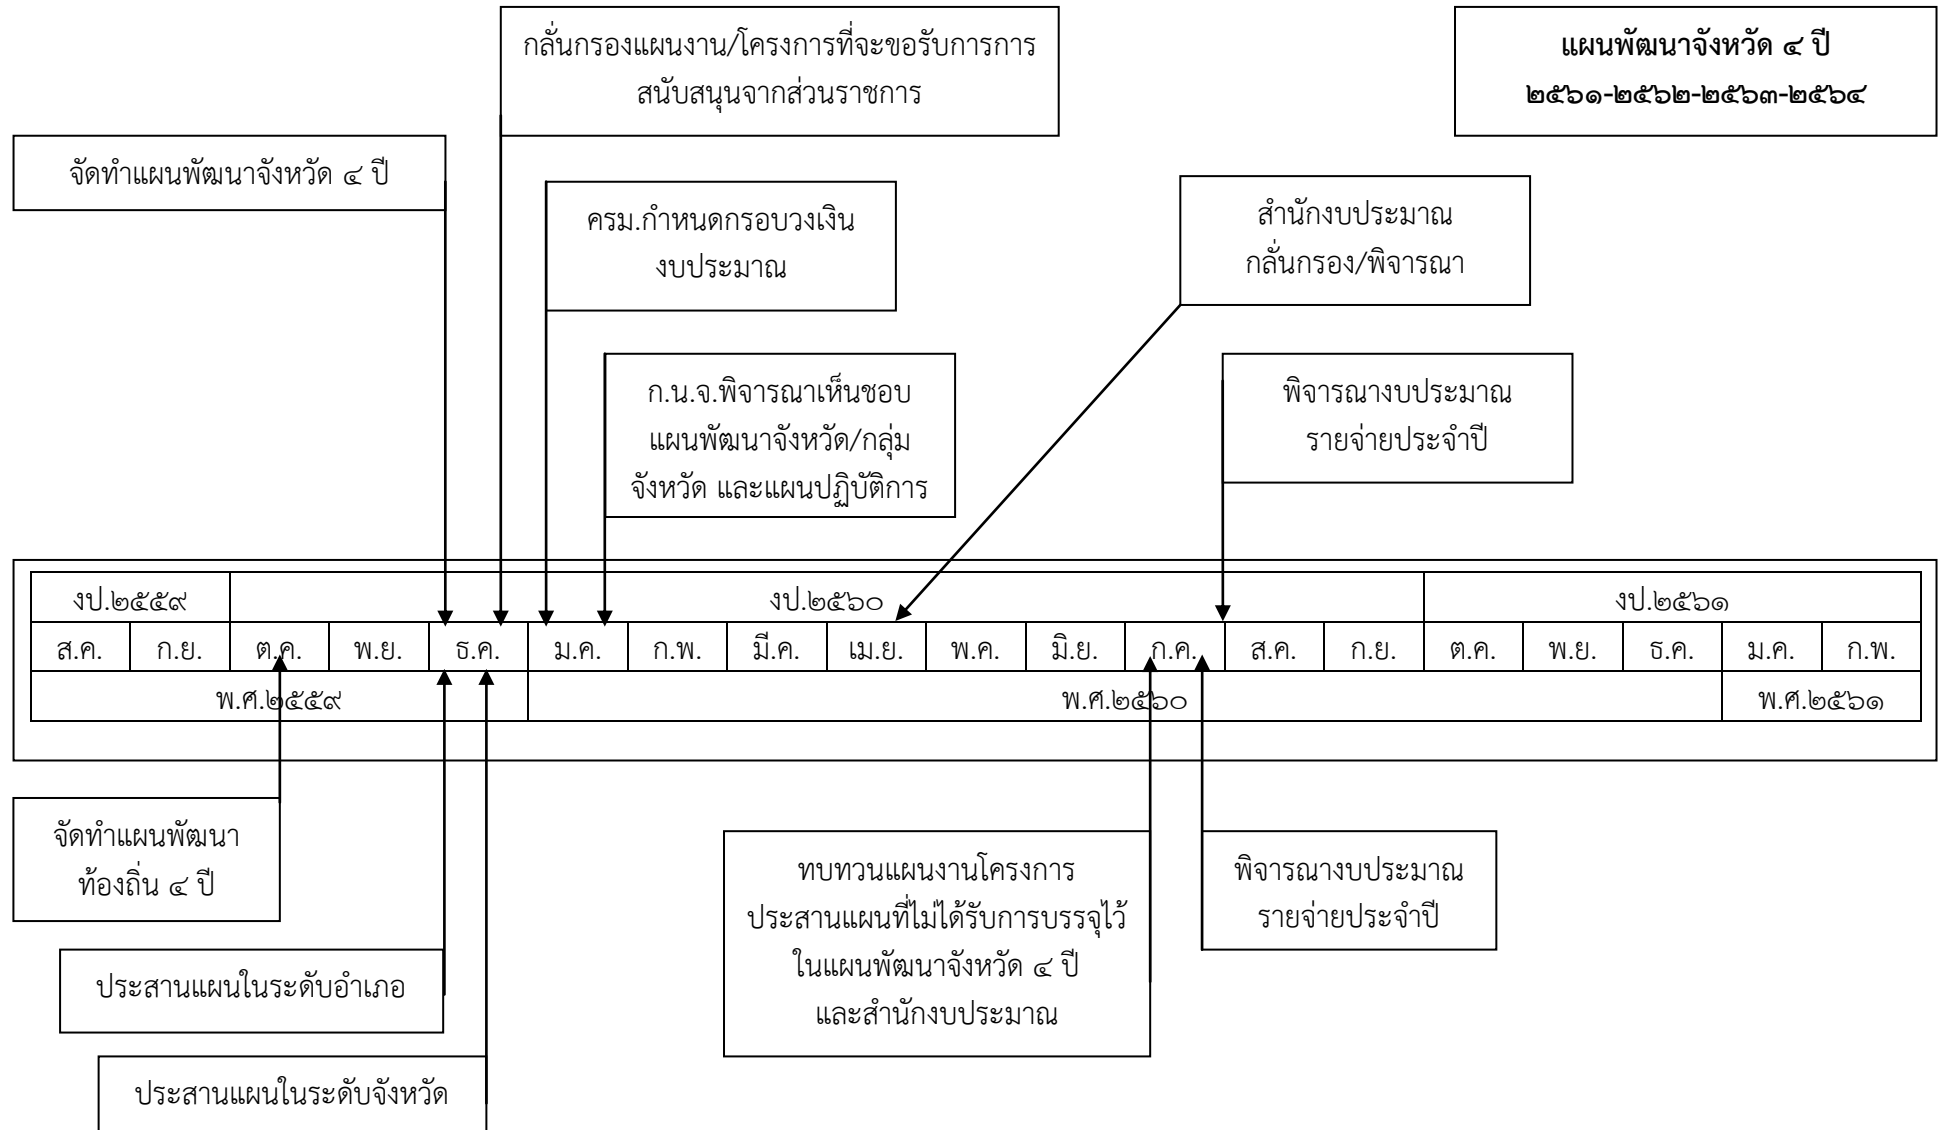 กลั่นกรองแผนงาน/โครงการที่จะขอรับการการ
สนับสนุนจากส่วนราชการ
แผนพัฒนาจังหวัด ๔ ปี
๒๕๖๑-๒๕๖๒-๒๕๖๓-๒๕๖๔
จัดทำแผนพัฒนาจังหวัด ๔ ปี
ครม.กำหนดกรอบวงเงิน
งบประมาณ
สำนักงบประมาณ
กลั่นกรอง/พิจารณา
ก.น.จ.พิจารณาเห็นชอบ
แผนพัฒนาจังหวัด/กลุ่ม
จังหวัด และแผนปฏิบัติการ
พิจารณางบประมาณ
รายจ่ายประจำปี
งป.๒๕๕๙ งป.๒๕๖๐ งป.๒๕๖๑
ส.ค. ก.ย. ต.ค. พ.ย. ธ.ค. ม.ค. ก.พ. มี.ค. เม.ย. พ.ค. มิ.ย. ก.ค. ส.ค. ก.ย. ต.ค. พ.ย. ธ.ค. ม.ค. ก.พ.
พ.ศ.๒๕๕๙ พ.ศ.๒๕๖๐ พ.ศ.๒๕๖๑
จัดทำแผนพัฒนา
ท้องถิ่น ๔ ปี
ประสานแผนในระดับอำเภอ
ประสานแผนในระดับจังหวัด
ทบทวนแผนงานโครงการ
ประสานแผนที่ไม่ได้รับการบรรจุไว้
ในแผนพัฒนาจังหวัด ๔ ปี
และสำนักงบประมาณ
พิจารณางบประมาณ
รายจ่ายประจำปี